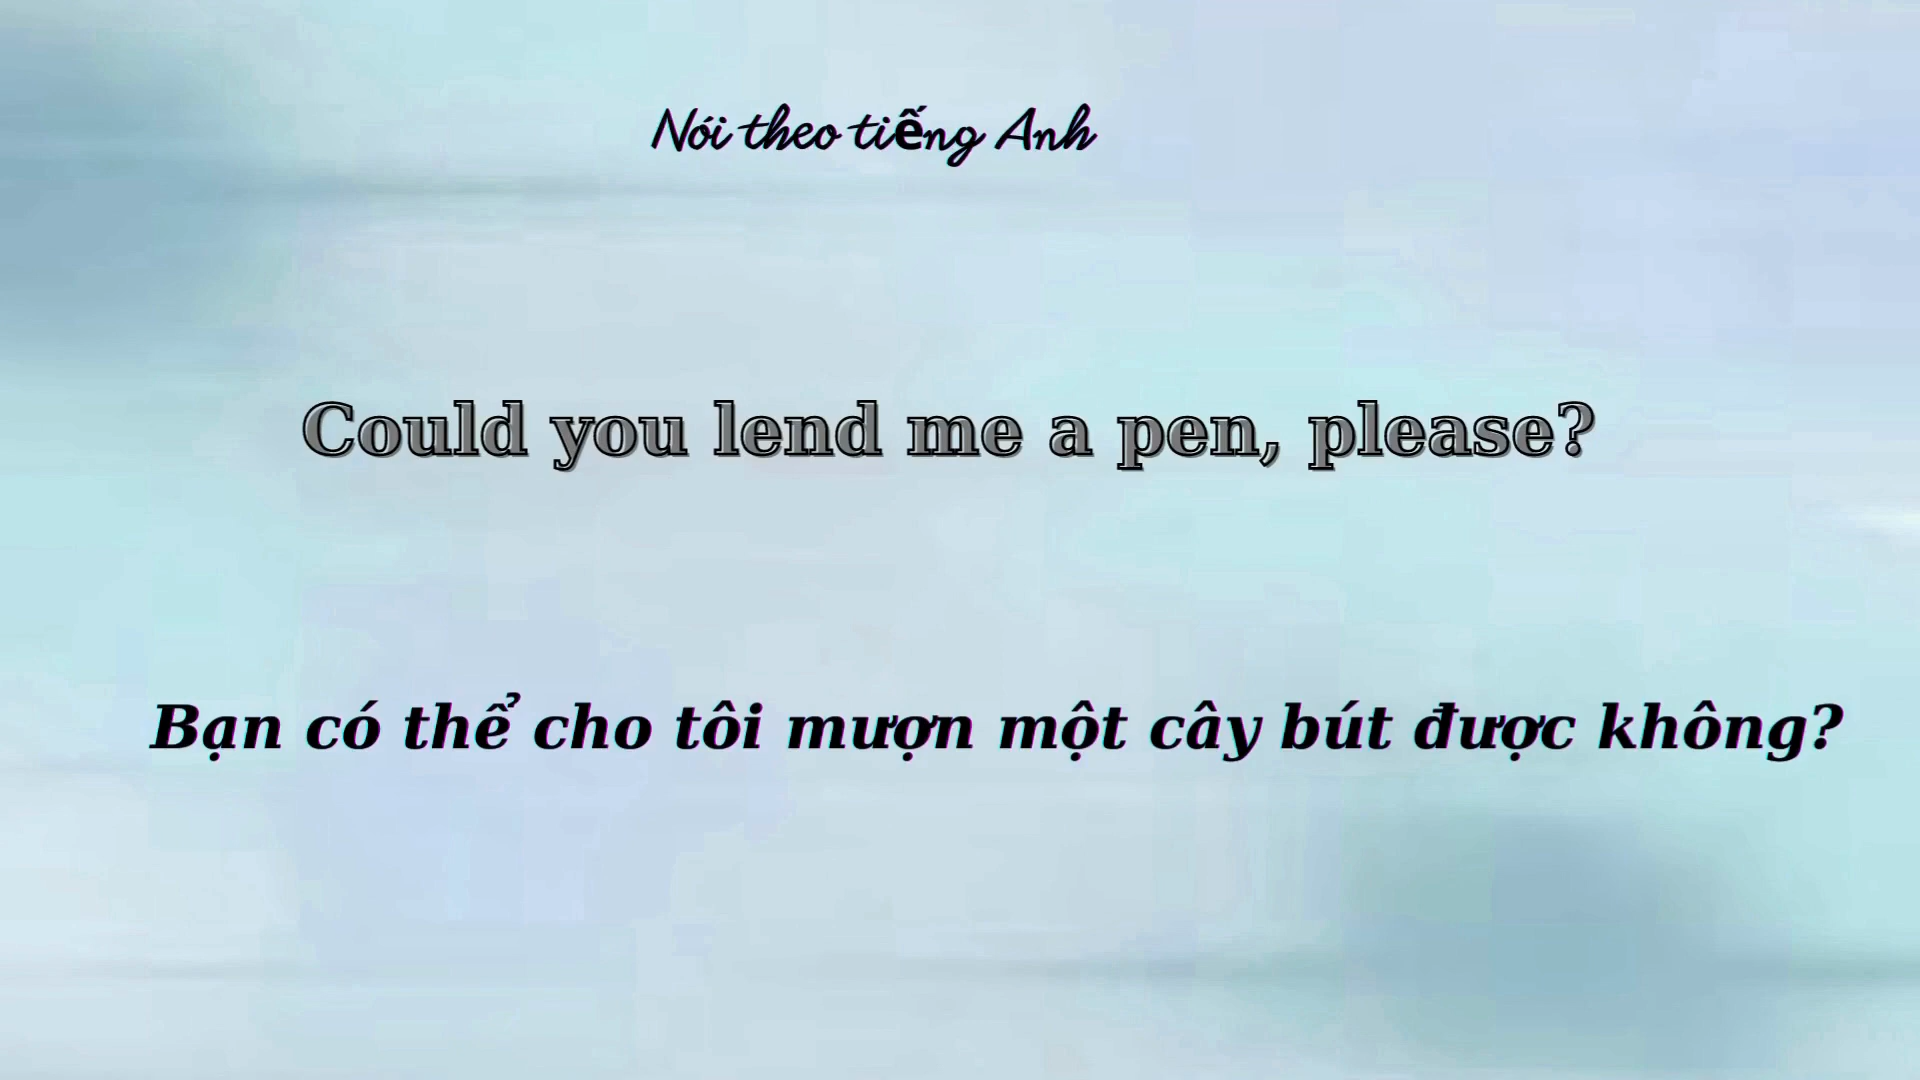 Nói theo tiếng Anh
Could you lend me a pen, please?
Bạn có thể cho tôi mượn một cây bút được không?